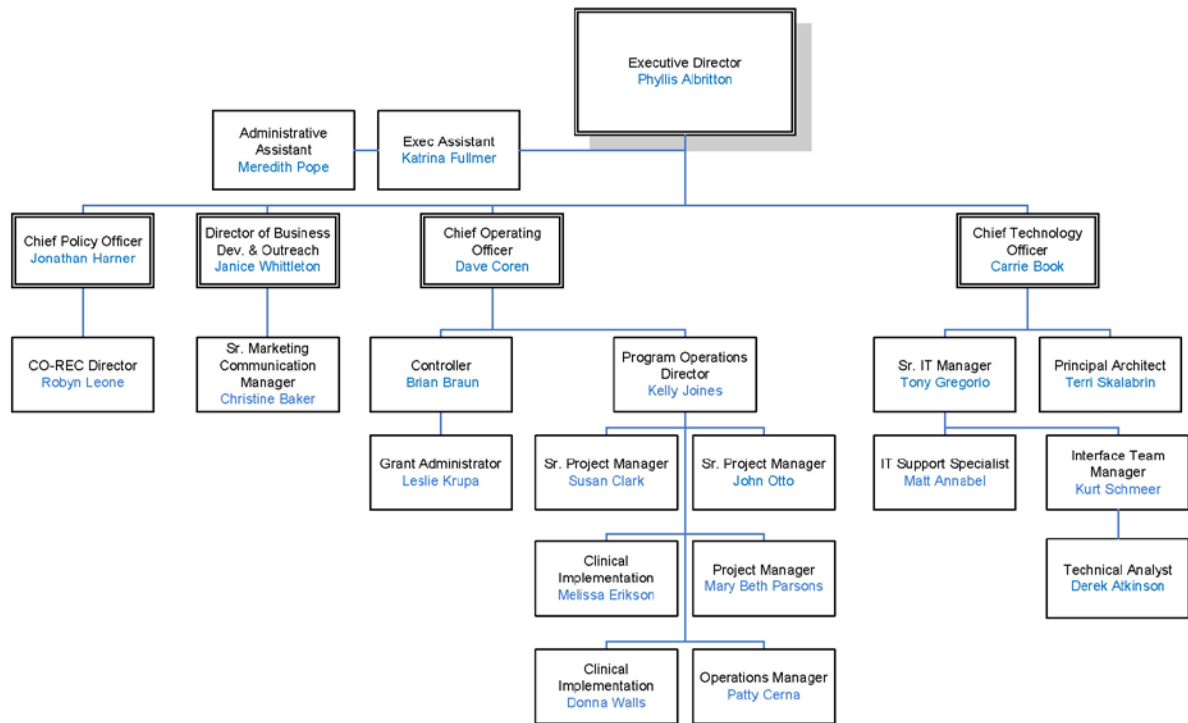 Executive Director
Phyllis Albritton
Administrative
Assistant
Meredith Pope
Exec Assistant
Katrina Fullmer
Chief Policy Officer
Jonathan Harner
Director of Business
Dev. & Outreach
Janice Whittleton
Chief Operating
Officer
Dave Coren
Chief Technology
Officer
Carrie Book
CO-REC Director
Robyn Leone
Sr. Marketing
Communication
Manager
Christine Baker
Controller
Brian Braun
Program Operations
Director
Kelly Joines
Sr. IT Manager
Tony Gregorio
Principal Architect
Terri Skalabrin
Grant Administrator
Leslie Krupa
Sr. Project Manager
Susan Clark
Sr. Project Manager
John Otto
IT Support Specialist
Matt Annabel
Interface Team
Manager
Kurt Schmeer
Clinical
Implementation
Melissa Erikson
Project Manager
Mary Beth Parsons
Technical Analyst
Derek Atkinson
Clinical
Implementation
Donna Walls
Operations Manager
Patty Cerna